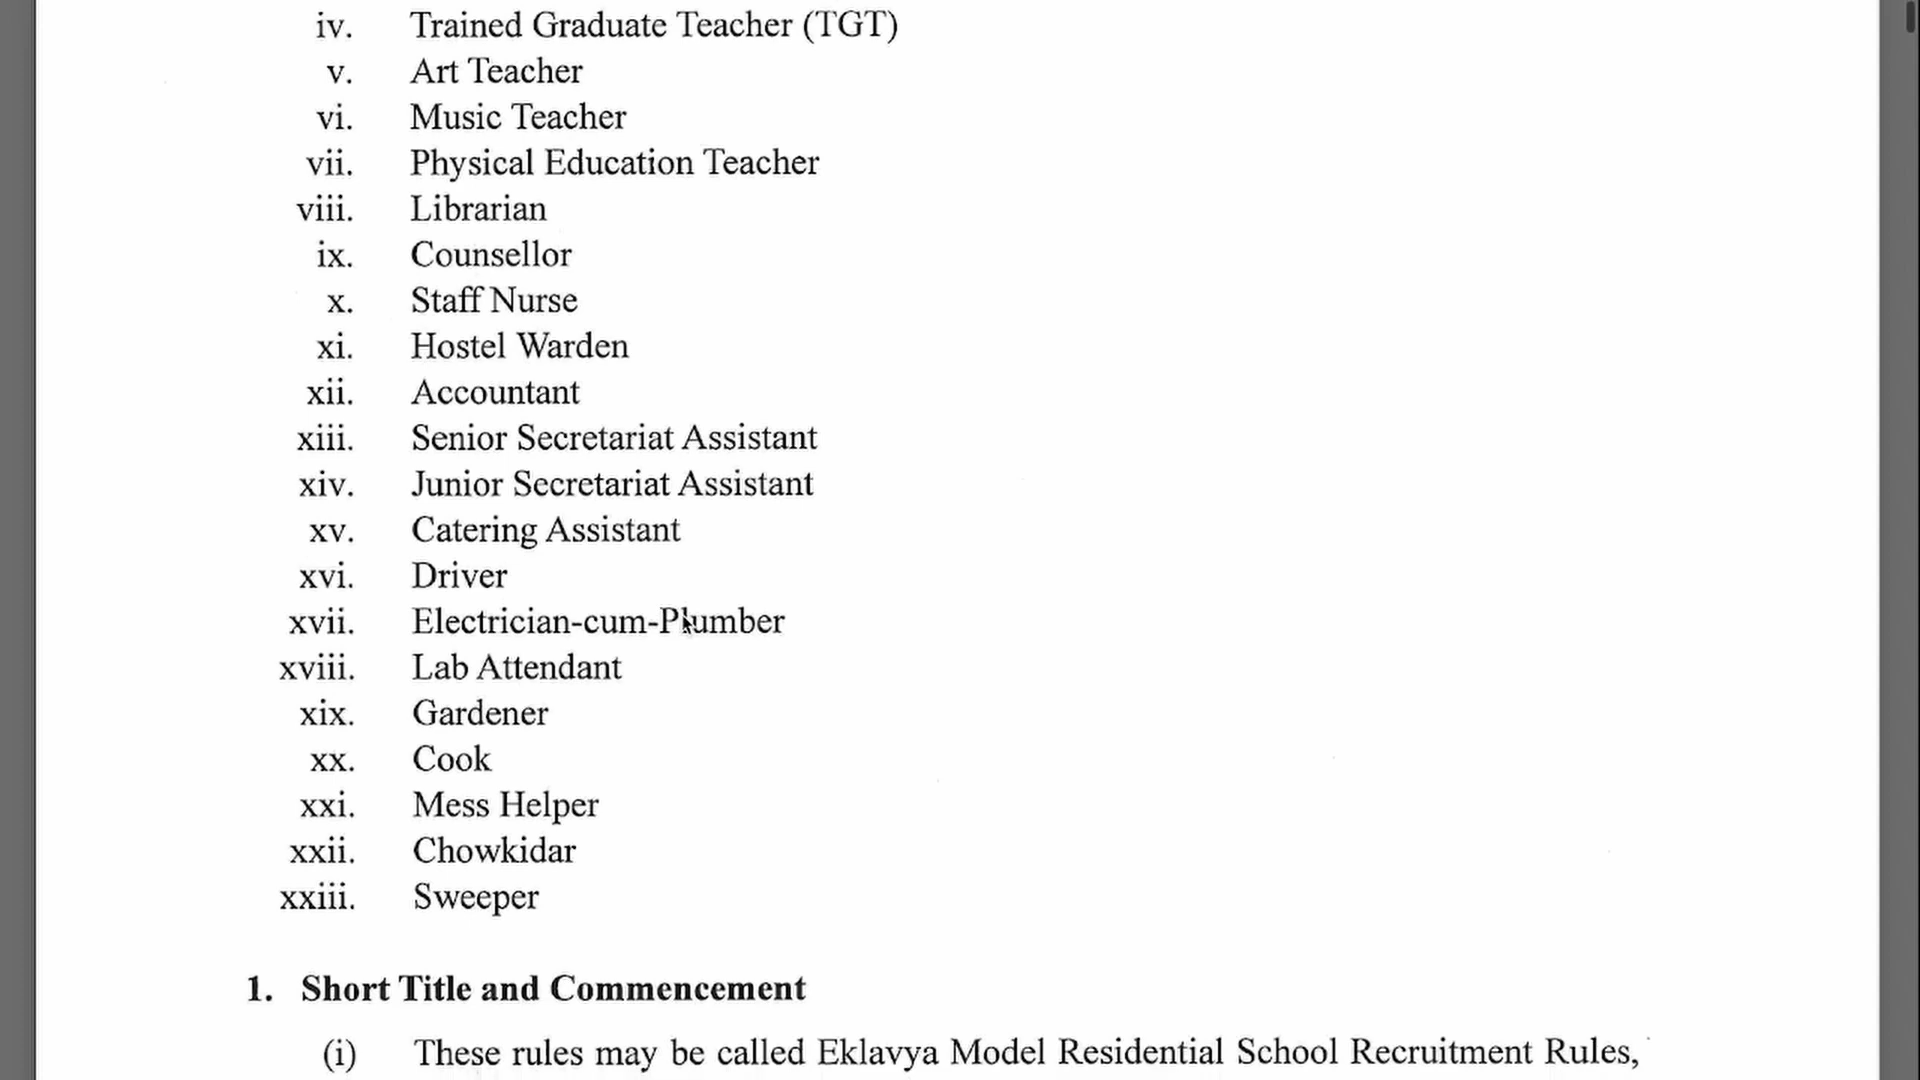 iv. Trained Graduate Teacher (TGT)
v. Art Teacher
vi. Music Teacher
vii. Physical Education Teacher
viii. Librarian
ix. Counsellor
x. Staff Nurse
xi. Hostel Warden
xii. Accountant
xiii. Senior Secretariat Assistant
xiv. Junior Secretariat Assistant
xv. Catering Assistant
xvi. Driver
xvii. Electrician-cum-Plumber
xviii. Lab Attendant
xix. Gardener
xx. Cook
xxi. Mess Helper
xxii. Chowkidar
xxiii. Sweeper
1. Short Title and Commencement
(i) These rules may be called Eklavya Model Residential School Recruitment Rules,